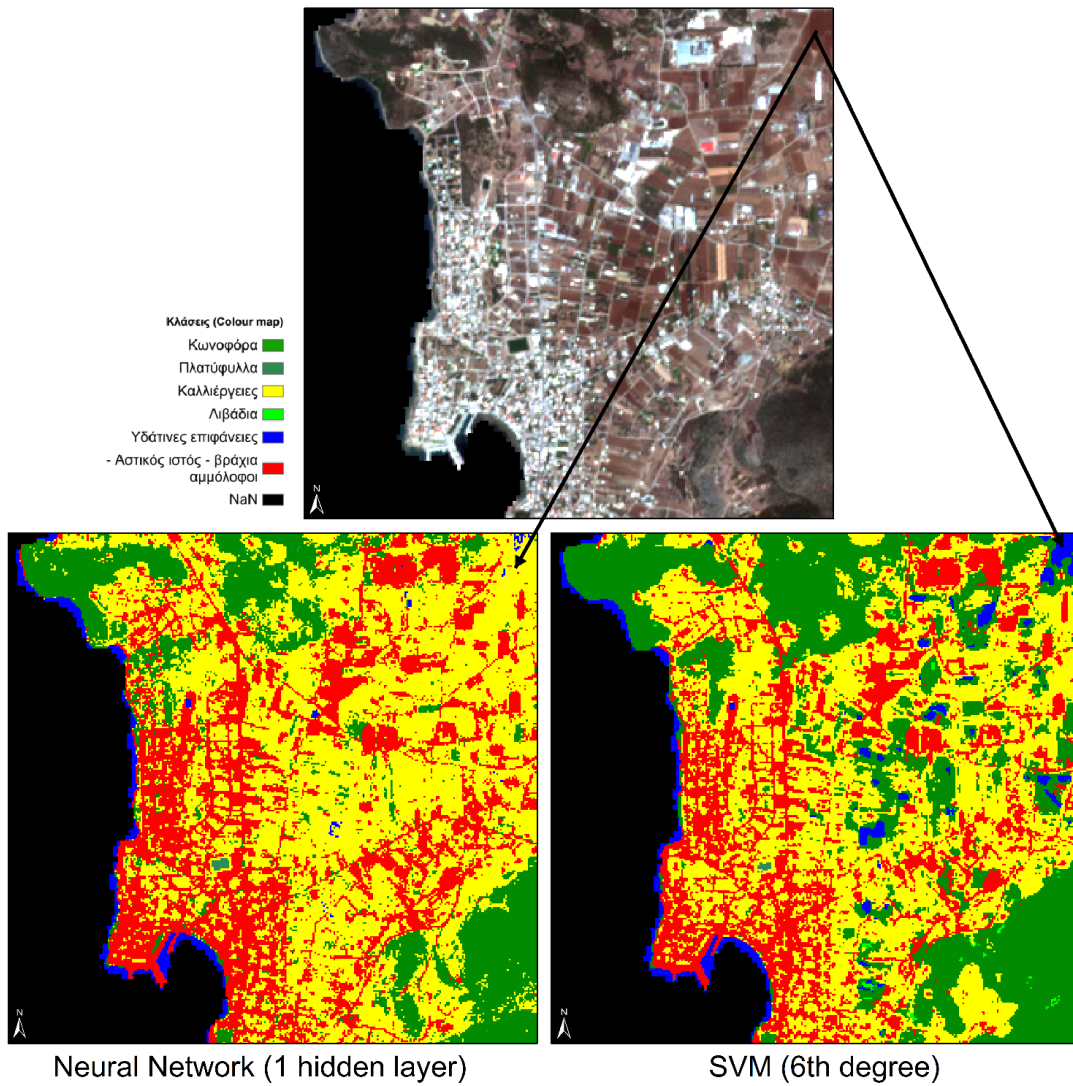 N
Κλάσεις (Colour map)
Κωνοφόρα
Πλατύφυλλα
Καλλιέργειες
Λιβάδια
Υδάτινες επιφάνειες
- Αστικός ιστός - βράχια
αμμόλοφοι
NaN
N
N
Neural Network (1 hidden layer)
SVM (6th degree)